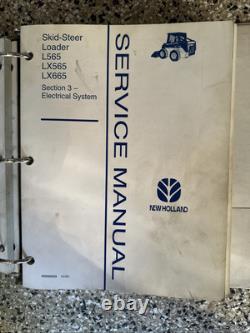 Skid-Steer
Loader
L565
LX565
LX665
Section 3 –
Electrical System
SERVICE MANUAL
NEW HOLLAND